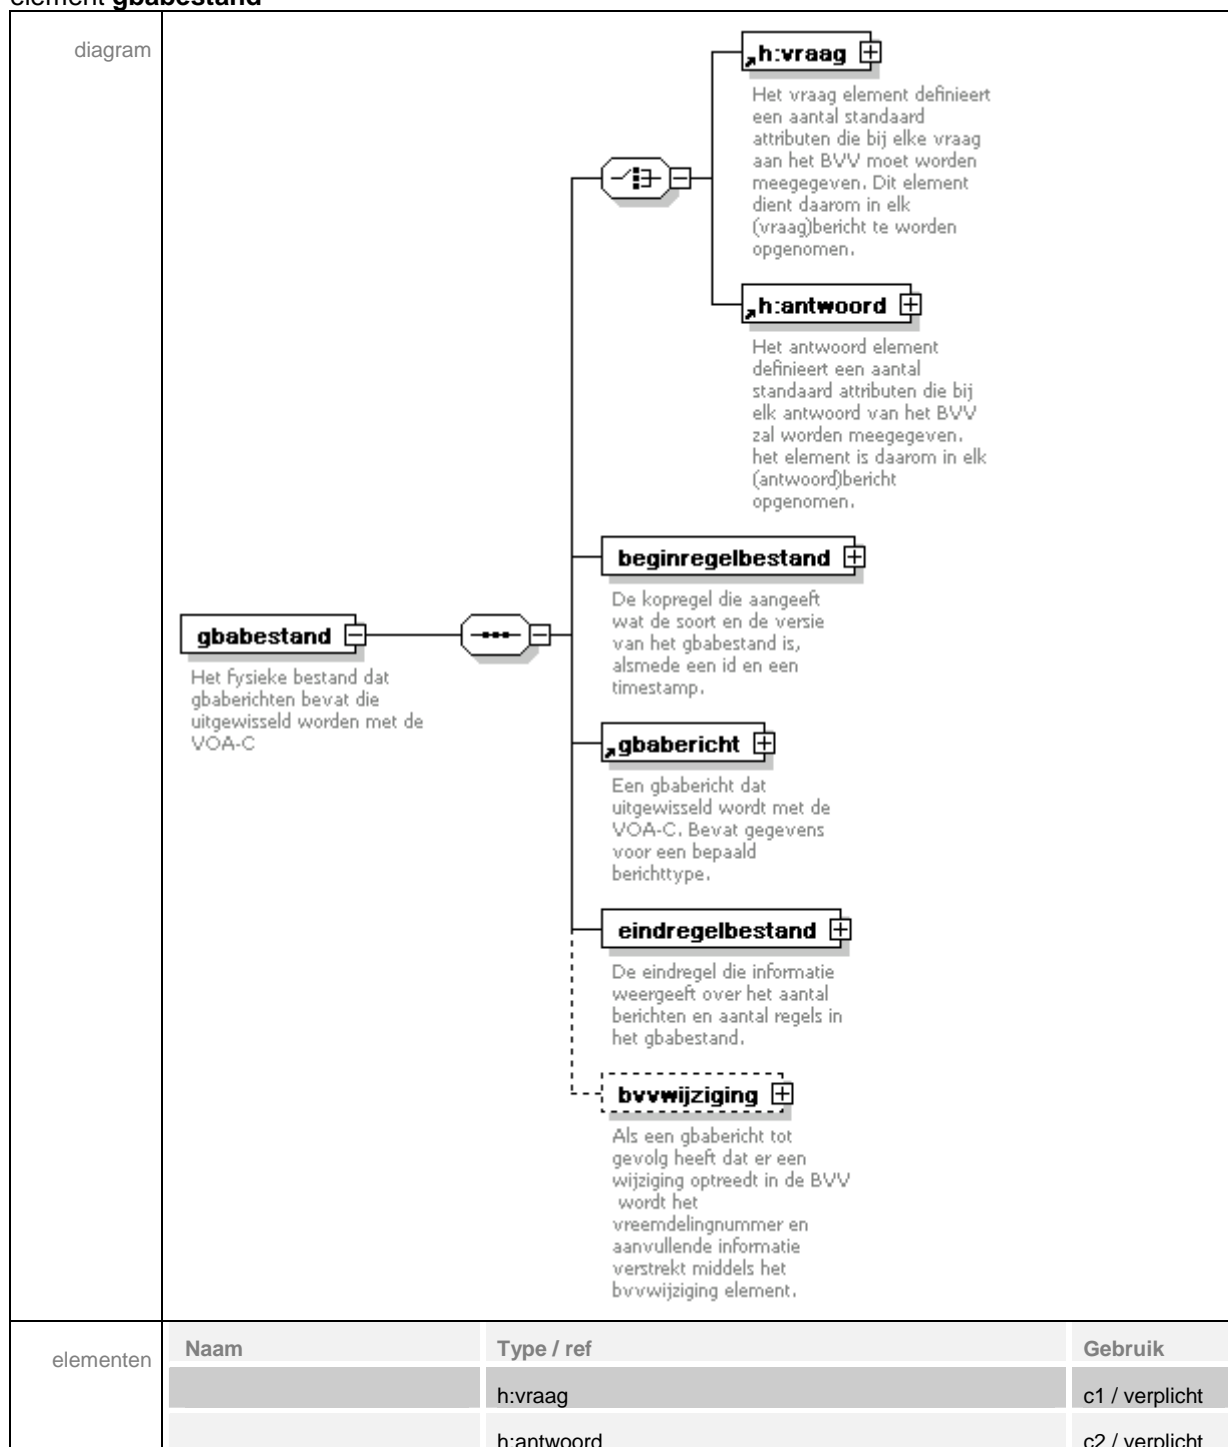 element gbabestand
diagram
h:vraag
Het vraag element definieert
een aantal standaard
attributen die bij elke vraag
aan het BVV moet worden
meegegeven. Dit element
dient daarom in elk
(vraag)bericht te worden
opgenomen.
h:antwoord
Het antwoord element
definieert een aantal
standaard attributen die bij
elk antwoord van het BVV
zal worden meegegeven.
het element is daarom in elk
(antwoord)bericht
opgenomen.
beginregelbestand
De kopregel die aangeeft
wat de soort en de versie
van het gbabestand is,
alsmede een id en een
timestamp.
gbabestand
Het fysieke bestand dat
gbaberichten bevat die
uitgewisseld worden met de
VOA-C
gbabericht
Een gbabericht dat
uitgewisseld wordt met de
VOA-C. Bevat gegevens
voor een bepaald
berichttype.
eindregelbestand
De eindregel die informatie
weergeeft over het aantal
berichten en aantal regels in
het gbabestand.
bvvwijziging
Als een gbabericht tot
gevolg heeft dat er een
wijziging optreedt in de BVV
wordt het
vreemdelingnummer en
aanvullende informatie
verstrekt middels het
bvvwijziging element.
elementen
Naam Type / ref Gebruik
h:vraag c1 / verplicht
h:antwoord c2 / verplicht